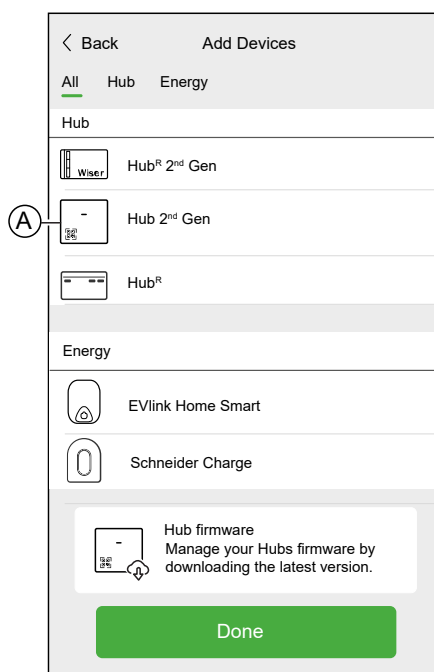 Back Add Devices
All Hub Energy
Hub
Wiser Hubᴿ 2ⁿᵈ Gen
A Hub 2ⁿᵈ Gen
Hubᴿ
Energy
EVlink Home Smart
Schneider Charge
Hub firmware
Manage your Hubs firmware by
downloading the latest version.
Done